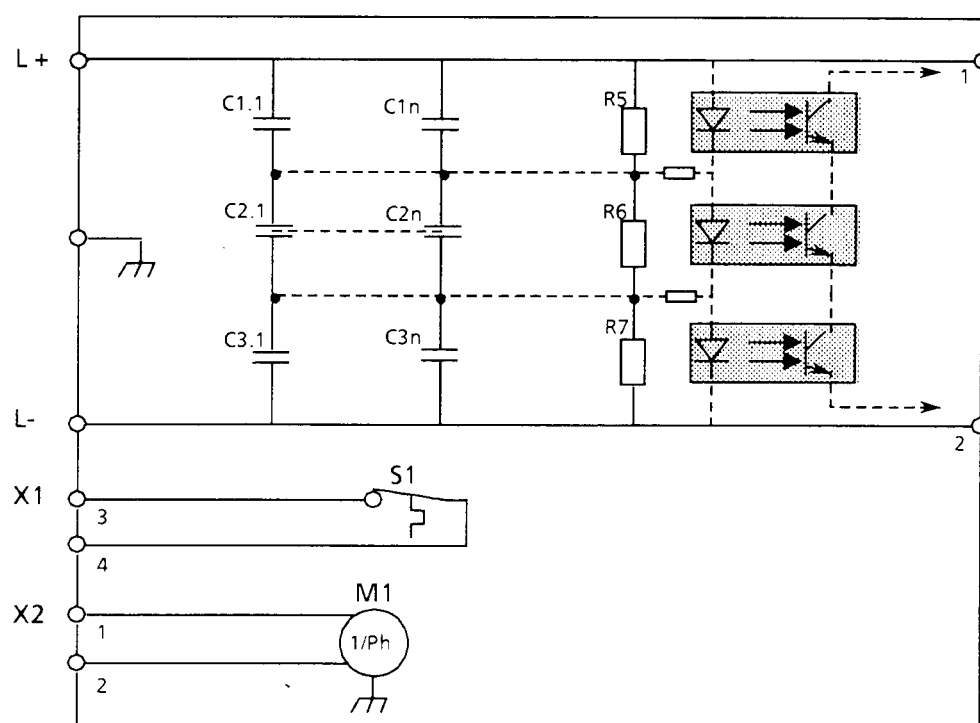 L+
1
C1.1
C1n
R5
C2.1
C2n
R6
C3.1
C3n
R7
L-
2
X1
3
S1
4
M1
X2
1
1/Ph
2